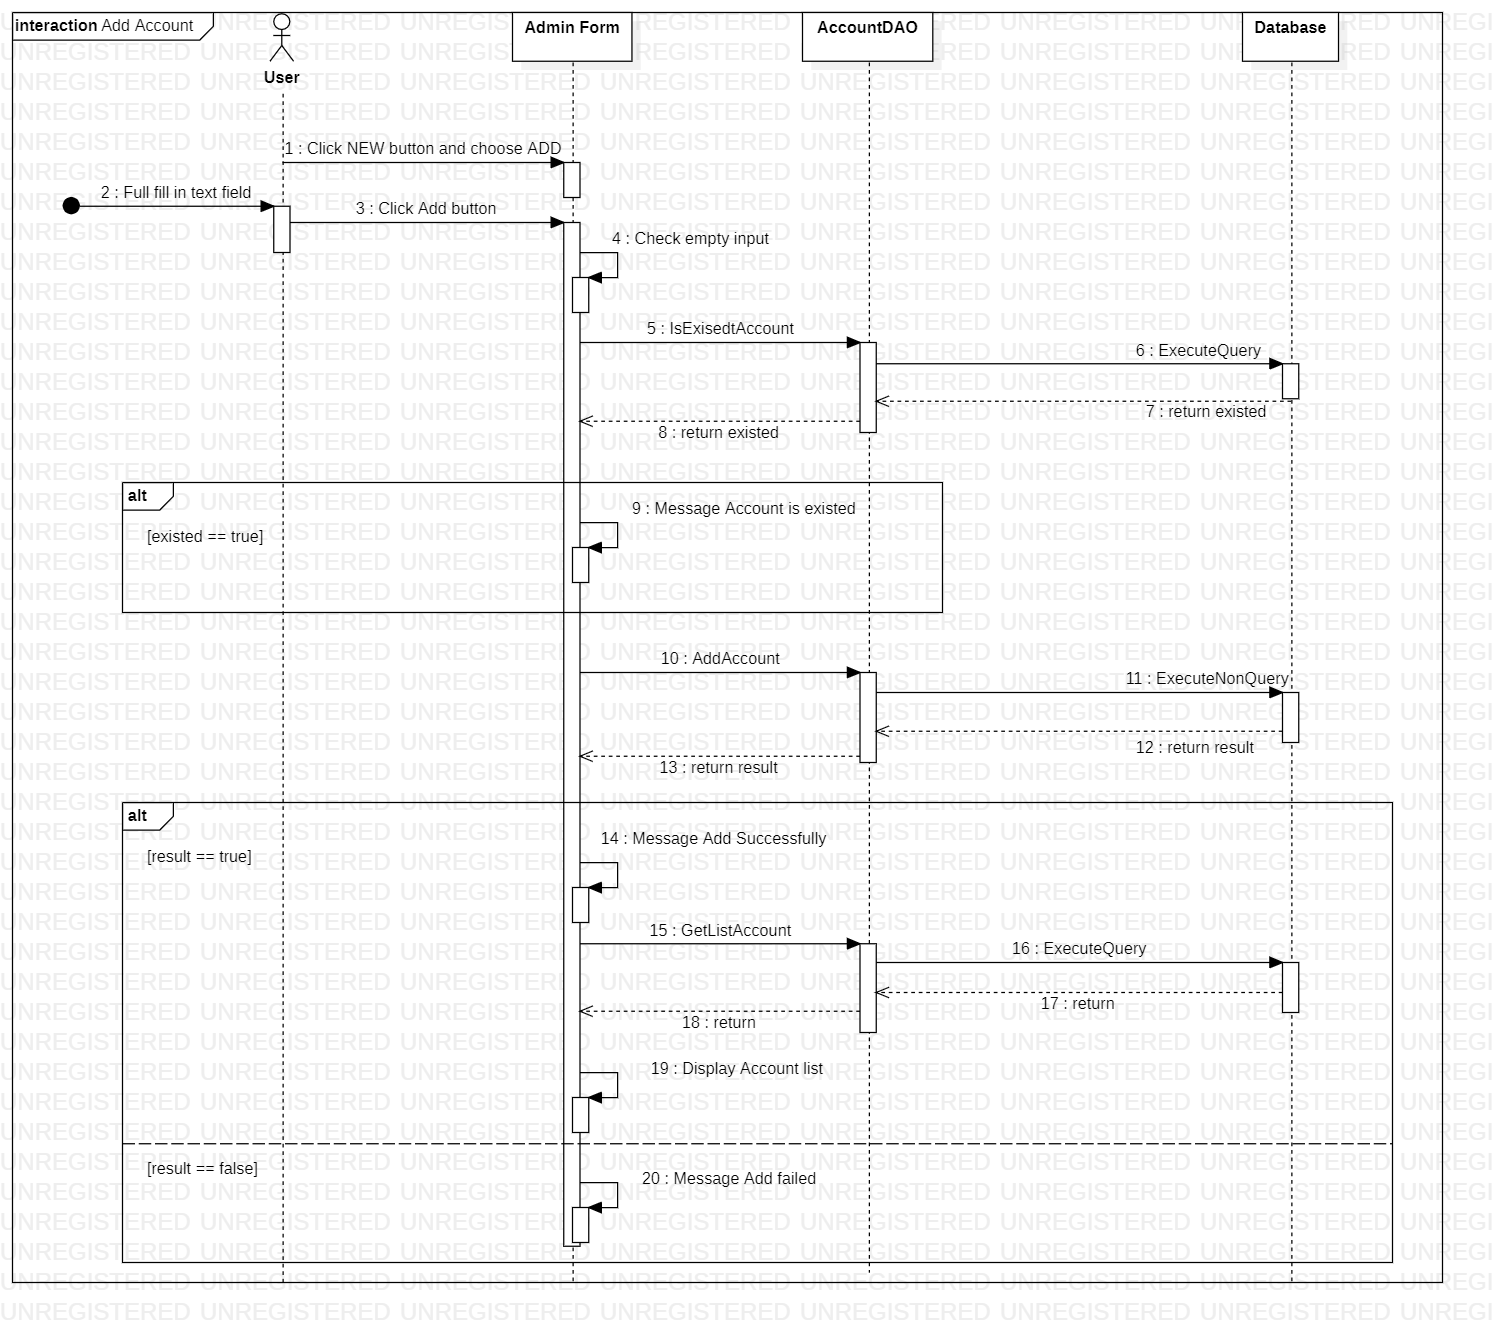 interaction Add Account
User
Admin Form
AccountDAO
Database
1 : Click NEW button and choose ADD
2 : Full fill in text field
3 : Click Add button
4 : Check empty input
5 : IsExisedtAccount
6 : ExecuteQuery
7 : return existed
8 : return existed
alt
9 : Message Account is existed
[existed == true]
10 : AddAccount
11 : ExecuteNonQuery
12 : return result
13 : return result
alt
14 : Message Add Successfully
[result == true]
15 : GetListAccount
16 : ExecuteQuery
17 : return
18 : return
19 : Display Account list
[result == false]
20 : Message Add failed
UNREGISTERED